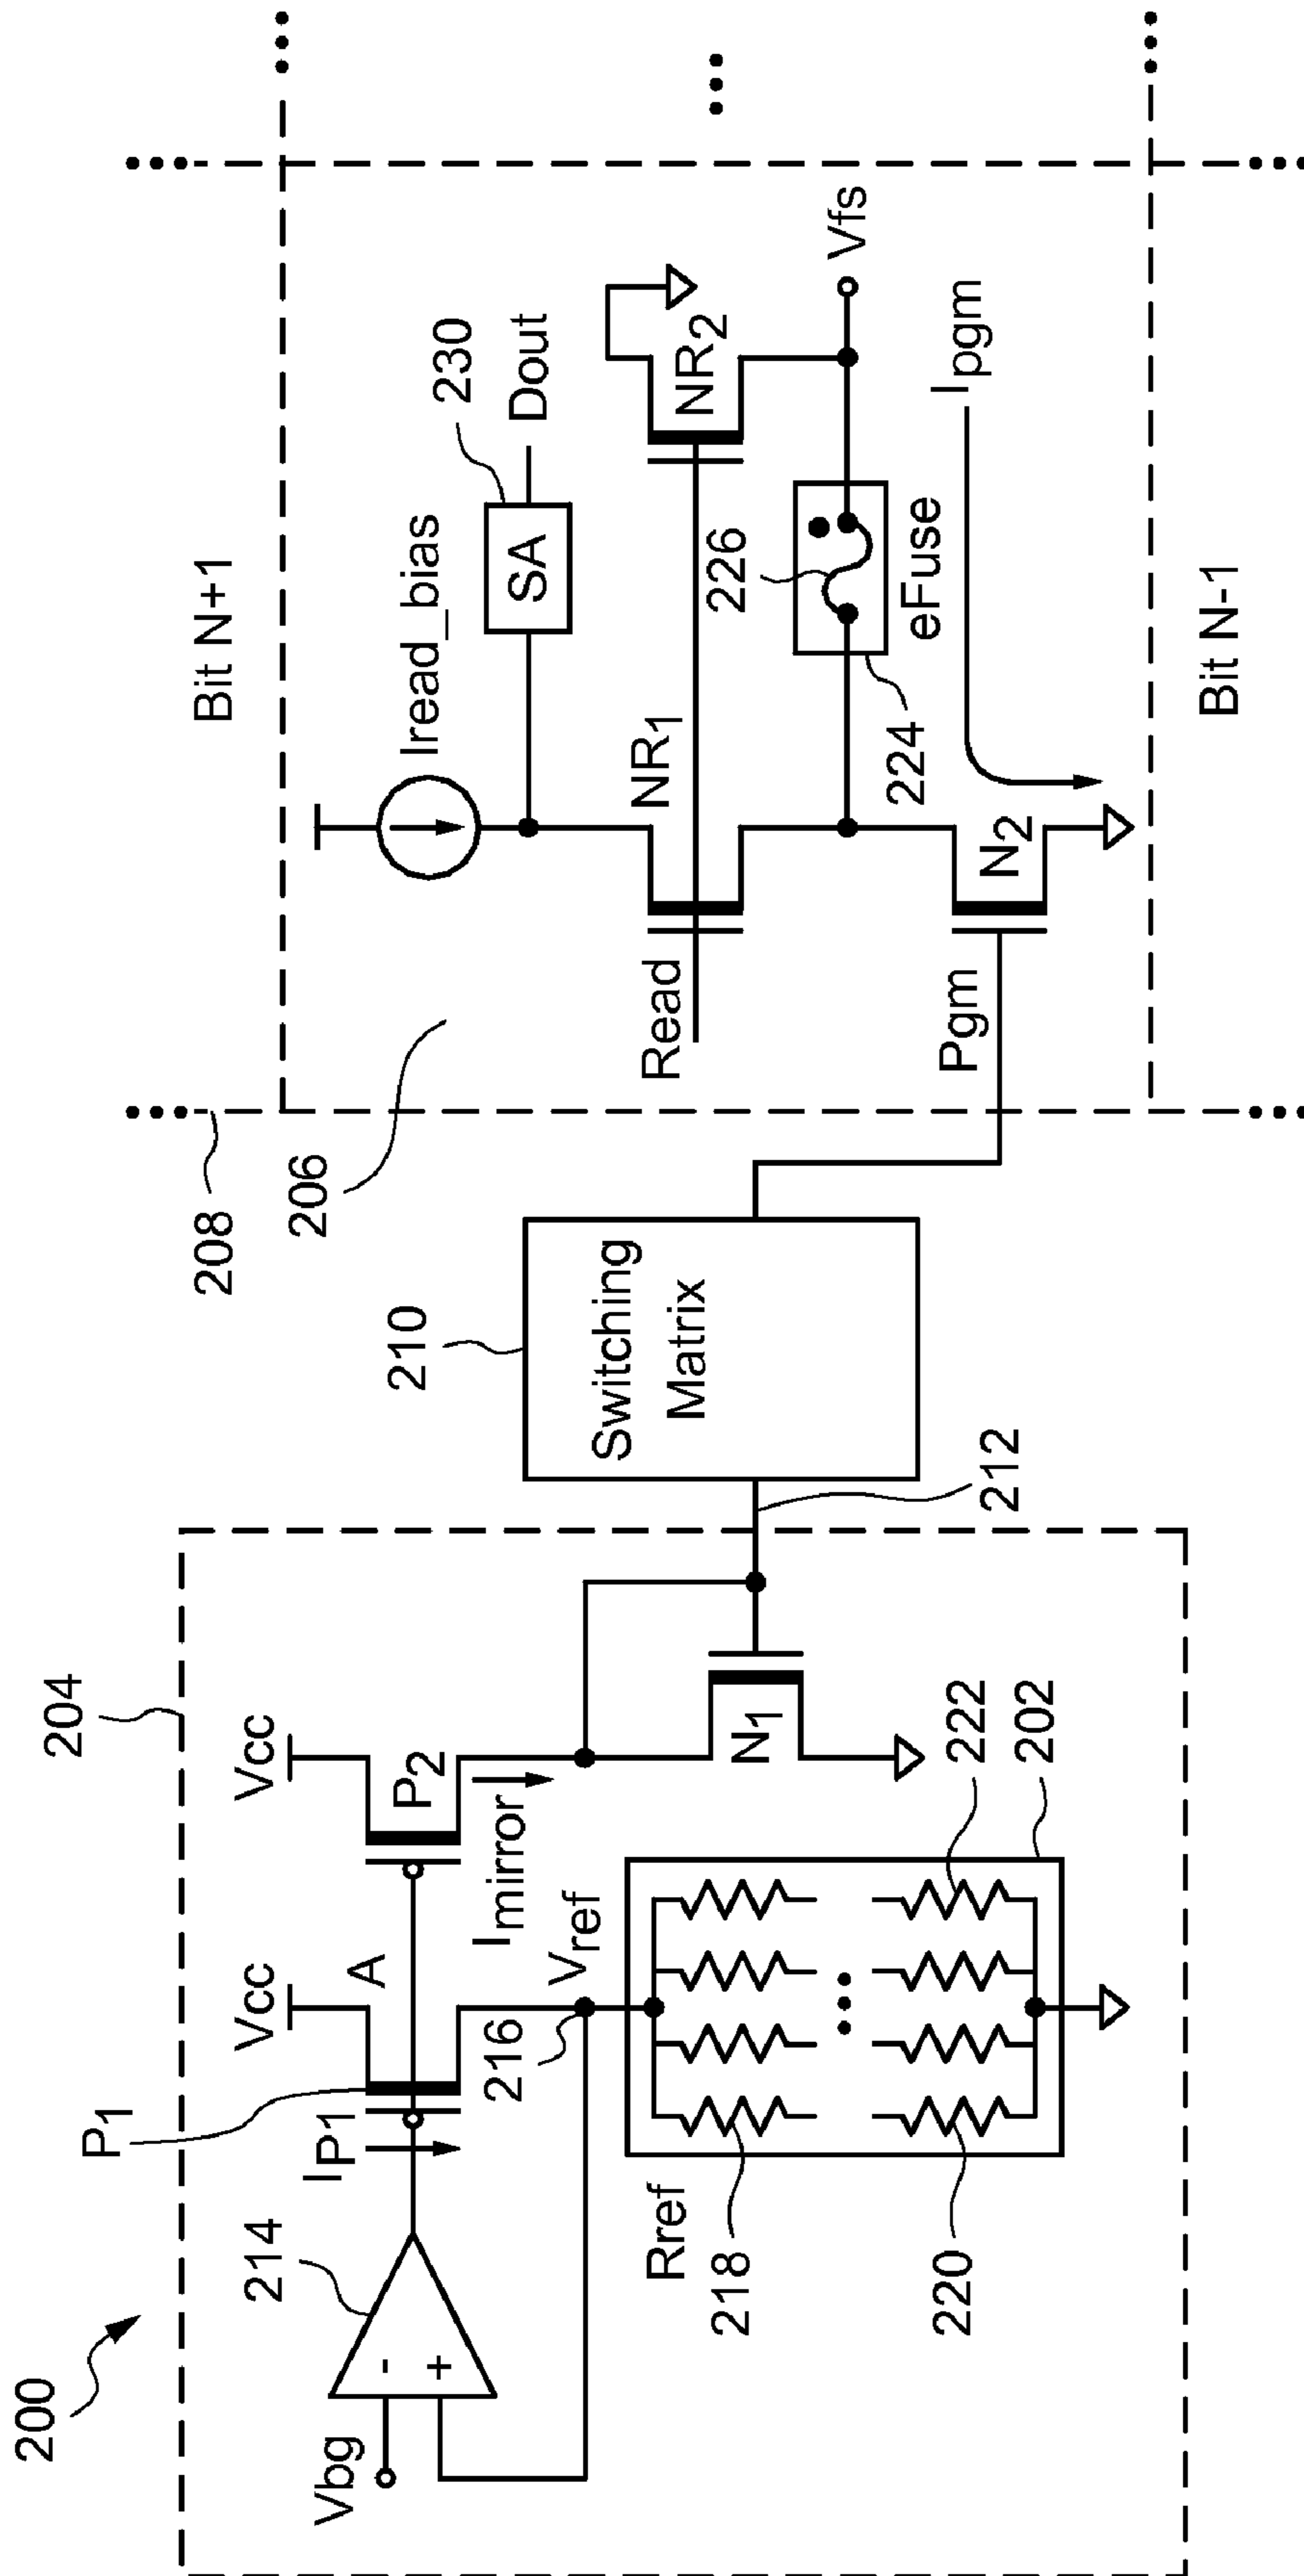 200
204
214
Vbg
-
+
P1
IP1
Vcc
A
Vcc
P2
Imirror
216
Vref
N1
Rref
218
220
222
202
212
210
Switching
Matrix
208
206
Bit N+1
Iread_bias
230
SA
Dout
Read
NR1
NR2
226
Vfs
224
eFuse
Pgm
N2
Ipgm
Bit N-1